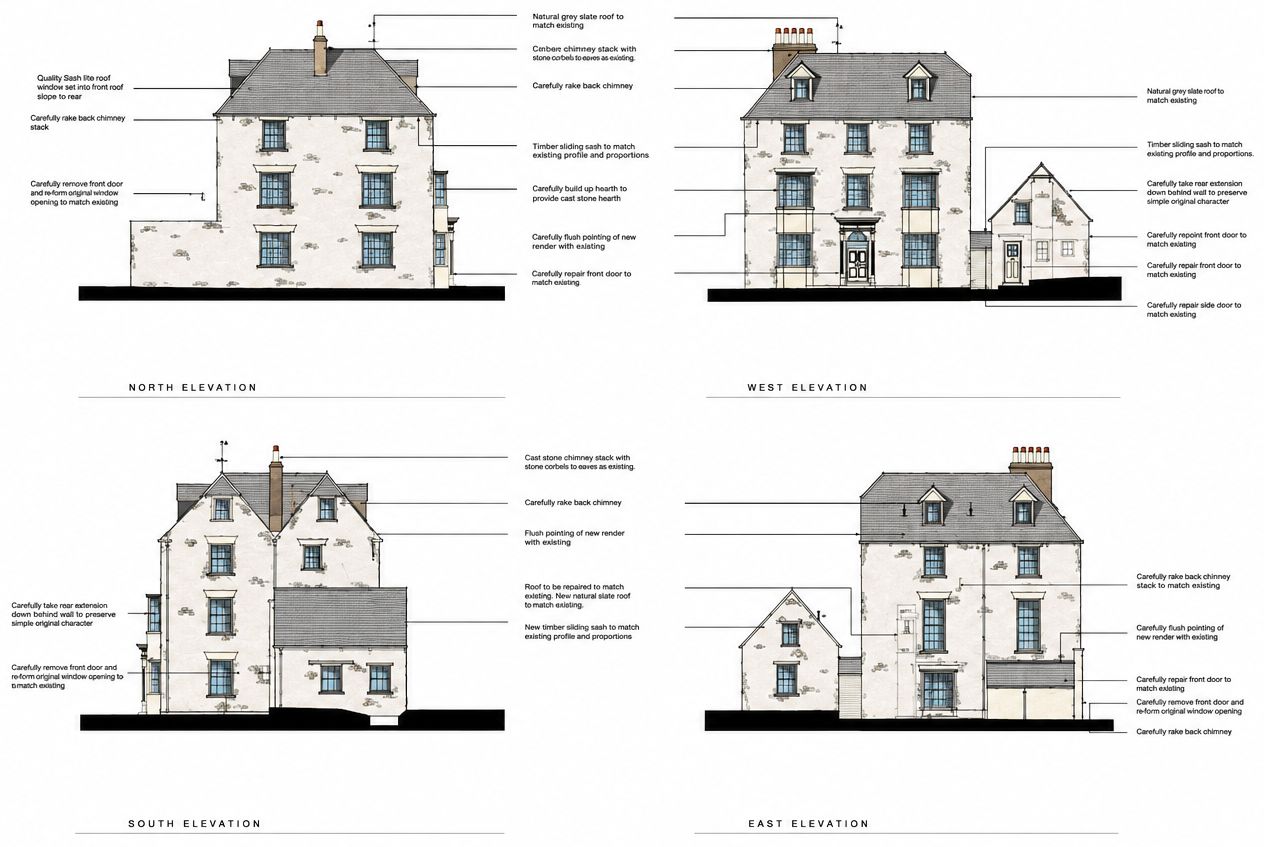 Natural grey slate roof to
match existing
chimney stack with
stone corbels to eaves as existing.
Carefully rake back chimney
Quality Sash lite roof
window set into front roof
slope to rear
Carefully rake back chimney
stack
Carefully remove front door
and re-form original window
opening to match existing
Timber sliding sash to match
existing profile and proportions
Carefully build up hearth to
provide cast stone hearth
Carefully flush pointing of new
render with existing
Carefully repair front door to
match existing
NORTH ELEVATION
Natural grey slate roof to
match existing
Timber sliding sash to match
existing profile and proportions.
Carefully take rear extension
down behind wall to preserve
simple original character
Carefully repoint front door to
match existing
Carefully repair front door to
match existing
Carefully repair side door to
match existing
WEST ELEVATION
Cast stone chimney stack with
stone corbels to eaves as existing.
Carefully rake back chimney
Flush pointing of new render
with existing
Roof to be repaired to match
existing. New natural slate roof
to match existing.
New timber sliding sash to match
existing profile and proportions
Carefully take rear extension
down behind wall to preserve
simple original character
Carefully remove front door and
re-form original window opening to
match existing
SOUTH ELEVATION
Carefully rake back chimney
stack to match existing
Carefully flush pointing of
new render with existing
Carefully repair front door to
match existing
Carefully remove front door and
re-form original window opening
Carefully rake back chimney
EAST ELEVATION